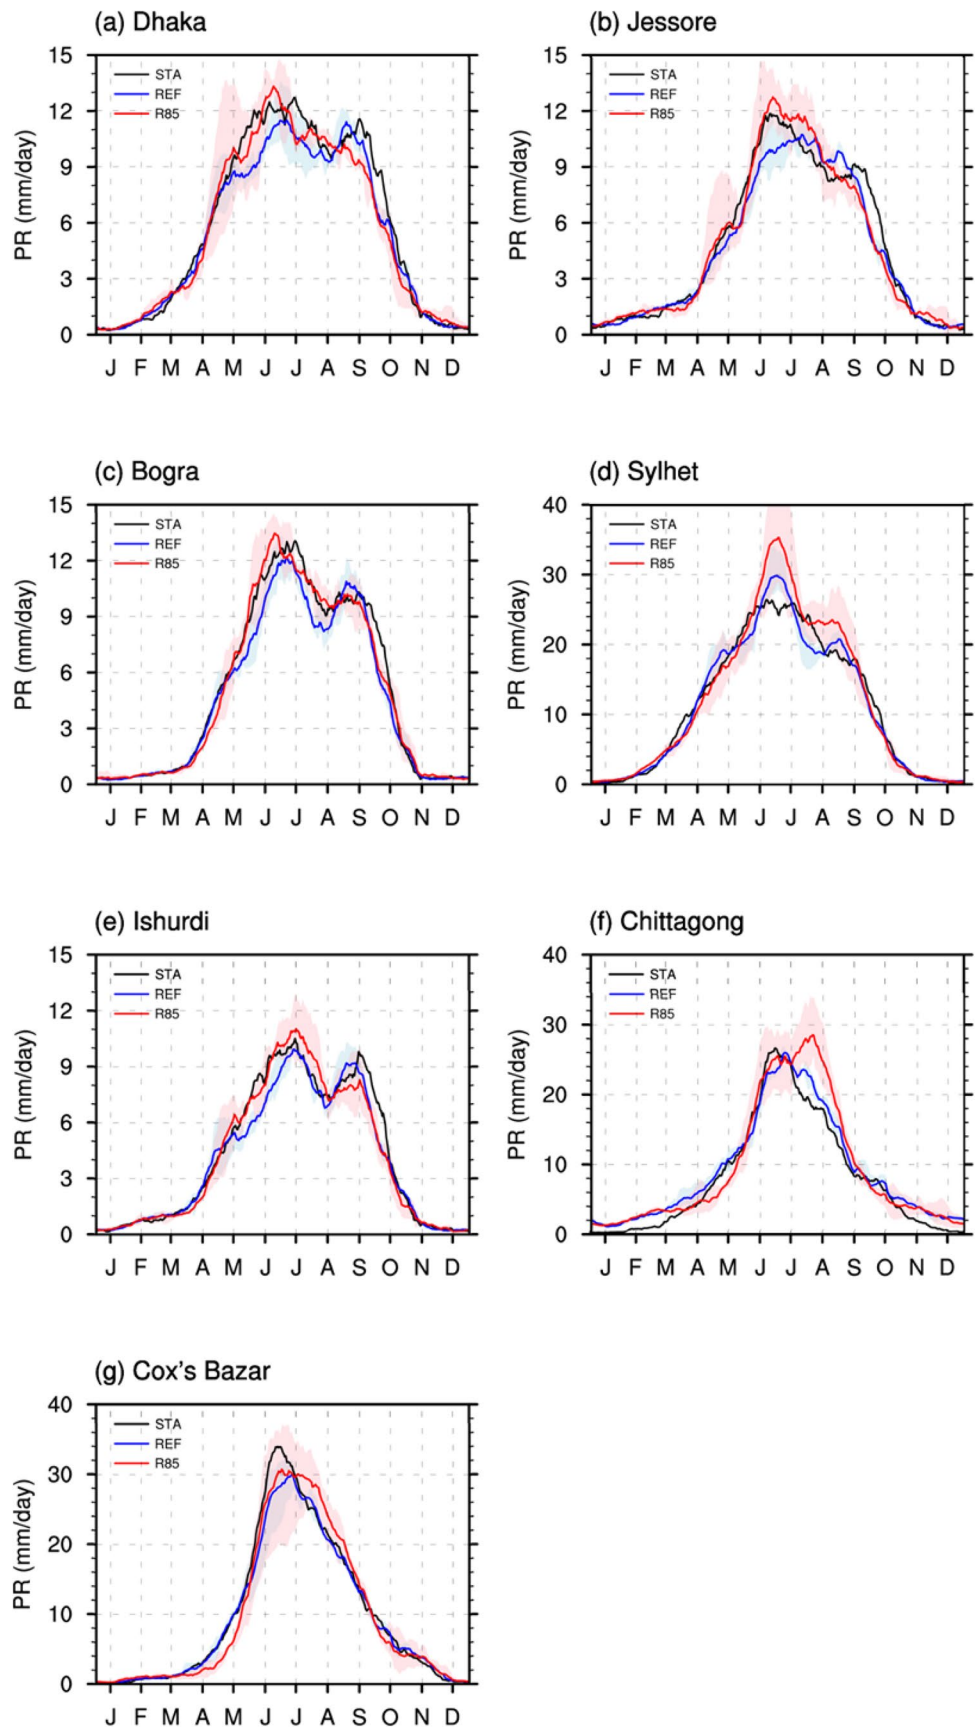 (a) Dhaka
PR (mm/day)
15
12
9
6
3
0
STA
REF
R85
J F M A M J J A S O N D
(b) Jessore
PR (mm/day)
15
12
9
6
3
0
STA
REF
R85
J F M A M J J A S O N D
(c) Bogra
PR (mm/day)
15
12
9
6
3
0
STA
REF
R85
J F M A M J J A S O N D
(d) Sylhet
PR (mm/day)
40
30
20
10
0
STA
REF
R85
J F M A M J J A S O N D
(e) Ishurdi
PR (mm/day)
15
12
9
6
3
0
STA
REF
R85
J F M A M J J A S O N D
(f) Chittagong
PR (mm/day)
40
30
20
10
0
STA
REF
R85
J F M A M J J A S O N D
(g) Cox's Bazar
PR (mm/day)
40
30
20
10
0
STA
REF
R85
J F M A M J J A S O N D